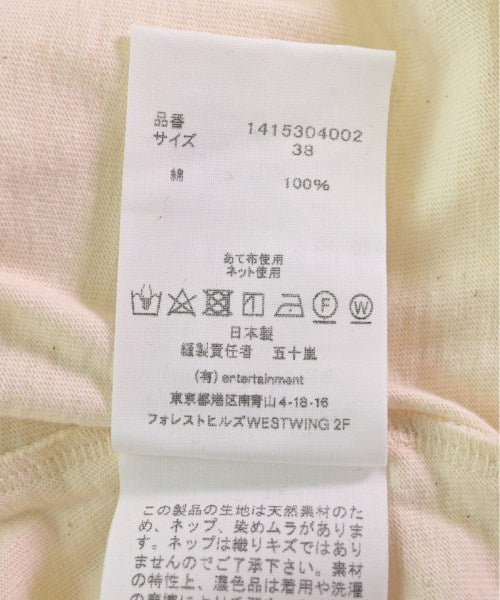 品番 1415304002
サイズ 38
綿 100%
あて布使用
ネット使用
F W
日本製
縫製責任者 五十嵐
(有) entertainment
東京都港区南青山4-18-16
フォレストヒルズWESTWING 2F
この製品の生地は天然素材のた
め、ネップ、染めムラがありま
す。ネップは織りキズではあり
ませんのでご了承下さい。素材
の特性上、濃色品は着用や洗濯